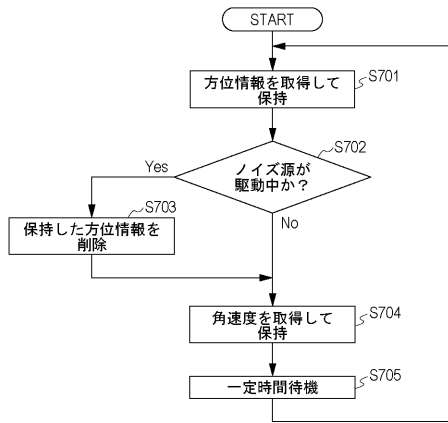 START
方位情報を取得して
保持
S701
ノイズ源が
駆動中か？
S702
Yes
No
保持した方位情報を
削除
S703
角速度を取得して
保持
S704
一定時間待機
S705